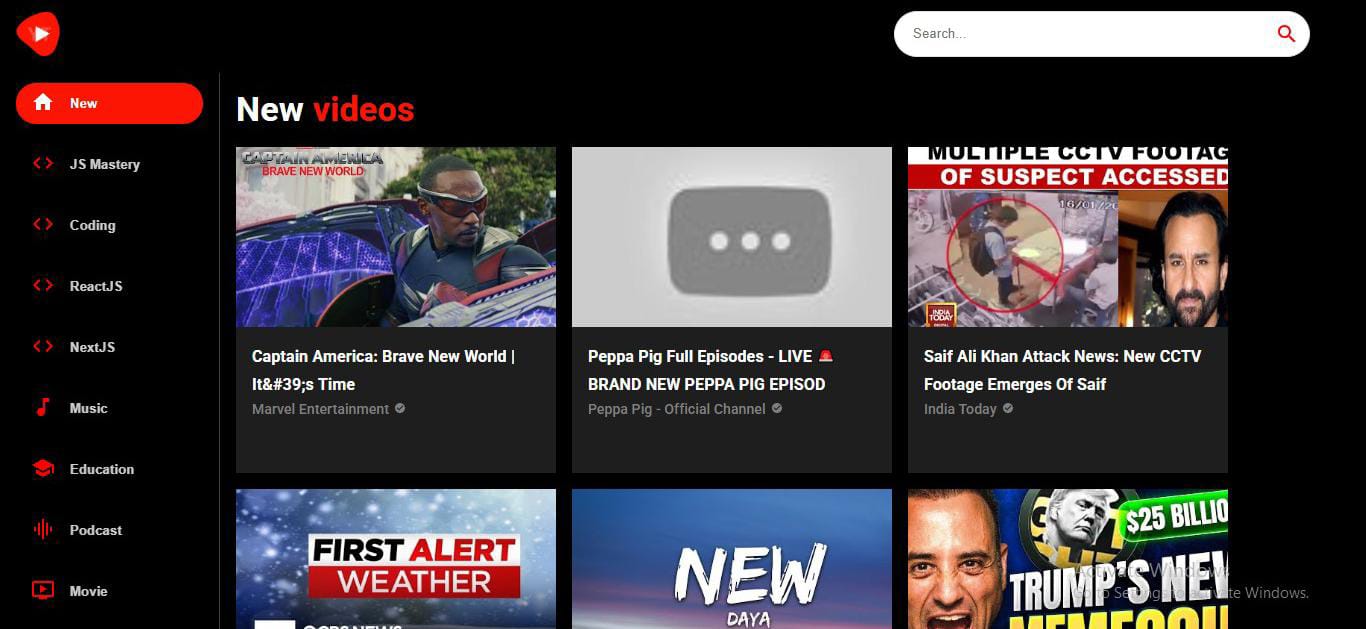 Search...
New
JS Mastery
Coding
ReactJS
NextJS
Music
Education
Podcast
Movie
New videos
CAPTAIN AMERICA
BRAVE NEW WORLD
MULTIPLE CCTV FOOTAG
OF SUSPECT ACCESSED
16/01/20
INDIA
TODAY
Captain America: Brave New World |
It&#39;s Time
Marvel Entertainment
Peppa Pig Full Episodes - LIVE 🚨
BRAND NEW PEPPA PIG EPISOD
Peppa Pig - Official Channel
Saif Ali Khan Attack News: New CCTV
Footage Emerges Of Saif
India Today
FIRST ALERT
WEATHER
NEW
DAYA
$25 BILLIO
TRUMP'S NEW
Activate Windows
Go to Settings to activate Windows.